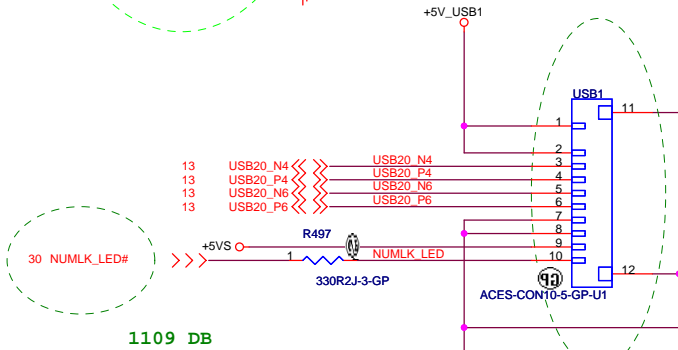 +5V_USB1
USB1
11
1
2
13 USB20_N4 USB20_N4 3
13 USB20_P4 USB20_P4 4
13 USB20_N6 USB20_N6 5
13 USB20_P6 USB20_P6 6
7
R497
8
+5VS 9
30 NUMLK_LED# 1 2 NUMLK_LED 10
12
330R2J-3-GP
GP
ACES-CON10-5-GP-U1
1109 DB